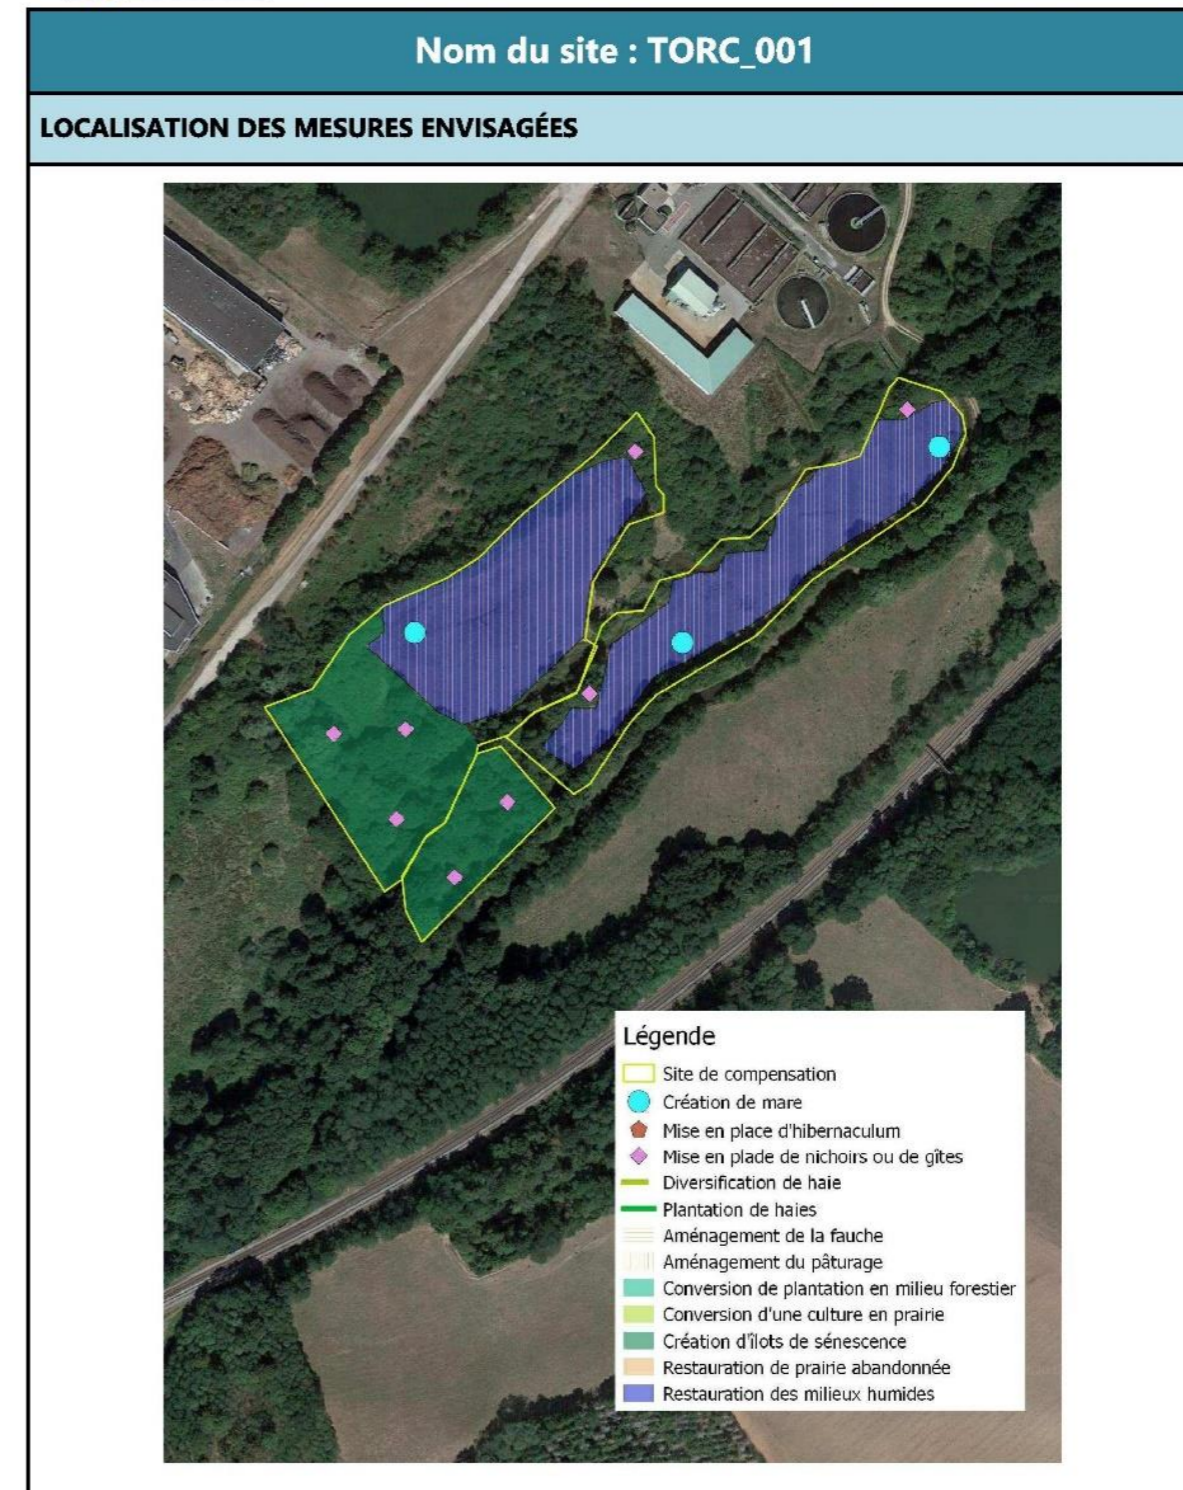 Nom du site : TORC_001
LOCALISATION DES MESURES ENVISAGÉES
Légende
Site de compensation
Création de mare
Mise en place d'hibernaculum
Mise en plade de nichoirs ou de gîtes
Diversification de haie
Plantation de haies
Aménagement de la fauche
Aménagement du pâturage
Conversion de plantation en milieu forestier
Conversion d'une culture en prairie
Création d'îlots de sénescence
Restauration de prairie abandonnée
Restauration des milieux humides